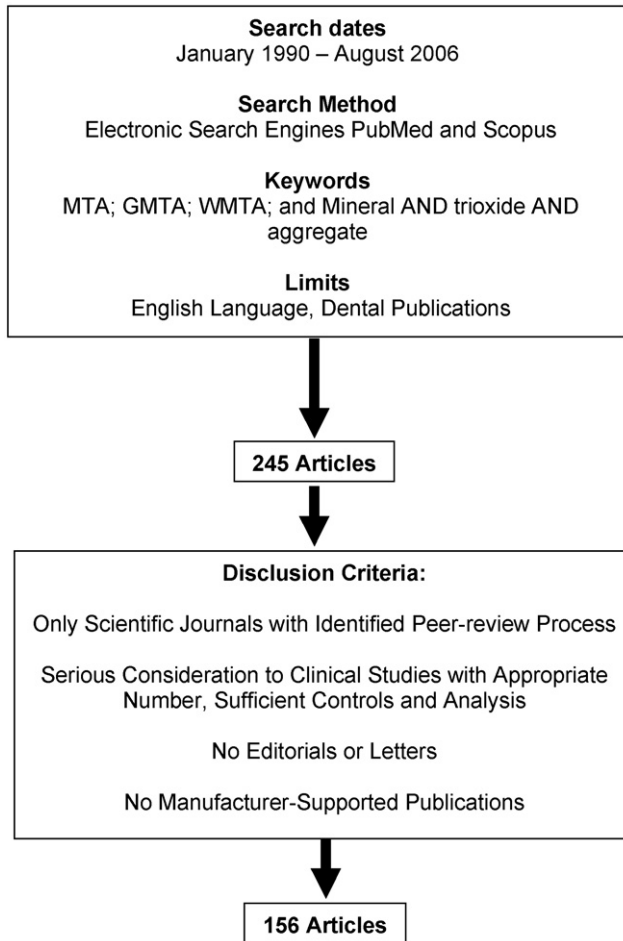 Search dates
January 1990 – August 2006
Search Method
Electronic Search Engines PubMed and Scopus
Keywords
MTA; GMTA; WMTA; and Mineral AND trioxide AND
aggregate
Limits
English Language, Dental Publications
245 Articles
Disclusion Criteria:
Only Scientific Journals with Identified Peer-review Process
Serious Consideration to Clinical Studies with Appropriate
Number, Sufficient Controls and Analysis
No Editorials or Letters
No Manufacturer-Supported Publications
156 Articles